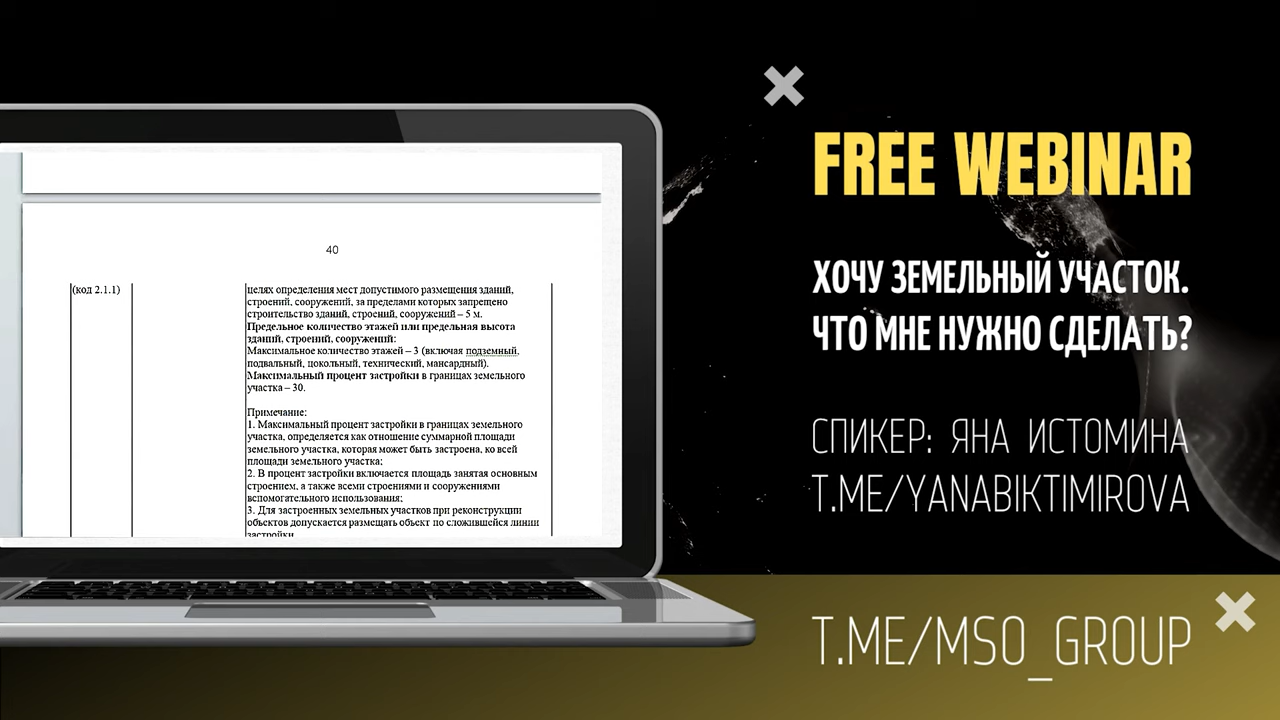 40
(код 2.1.1)
целях определения мест допустимого размещения зданий,
строений, сооружений, за пределами которых запрещено
строительство зданий, строений, сооружений – 5 м.
Предельное количество этажей или предельная высота
зданий, строений, сооружений:
Максимальное количество этажей – 3 (включая подземный,
подвальный, цокольный, технический, мансардный).
Максимальный процент застройки в границах земельного
участка – 30.
Примечание:
1. Максимальный процент застройки в границах земельного
участка, определяется как отношение суммарной площади
земельного участка, которая может быть застроена, ко всей
площади земельного участка;
2. В процент застройки включается площадь занятая основным
строением, а также всеми строениями и сооружениями
вспомогательного использования;
3. Для застроенных земельных участков при реконструкции
объектов допускается размещать объект по сложившейся линии
застройки
FREE WEBINAR
ХОЧУ ЗЕМЕЛЬНЫЙ УЧАСТОК.
ЧТО МНЕ НУЖНО СДЕЛАТЬ?
СПИКЕР: ЯНА ИСТОМИНА
T.ME/YANABIKTIMIROVA
T.ME/MSO_GROUP